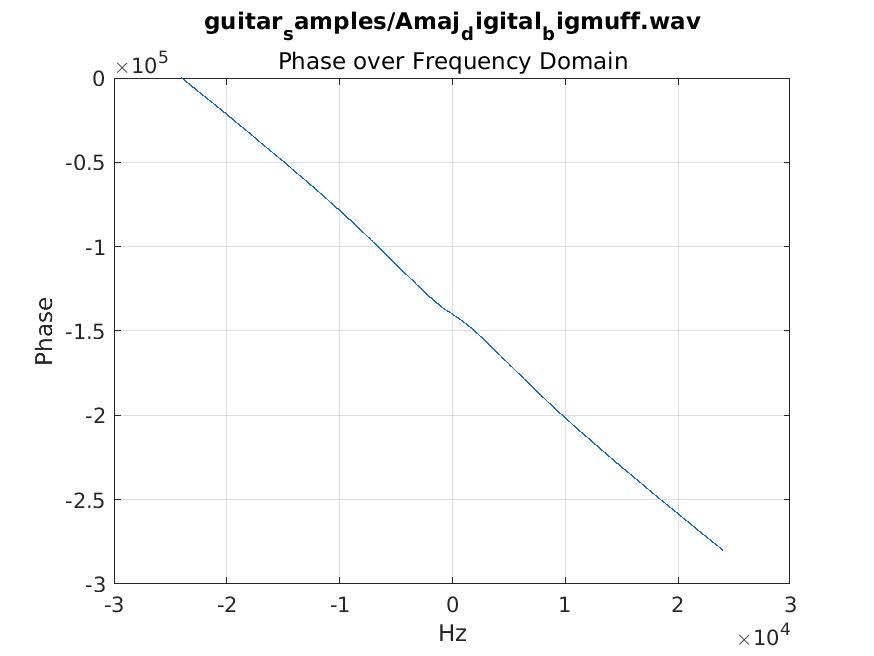 guitar_samples/Amaj_digital_bigmuff.wav
Phase over Frequency Domain
×10^5
0
-0.5
-1
-1.5
-2
-2.5
-3
Phase
-3 -2 -1 0 1 2 3
Hz
×10^4